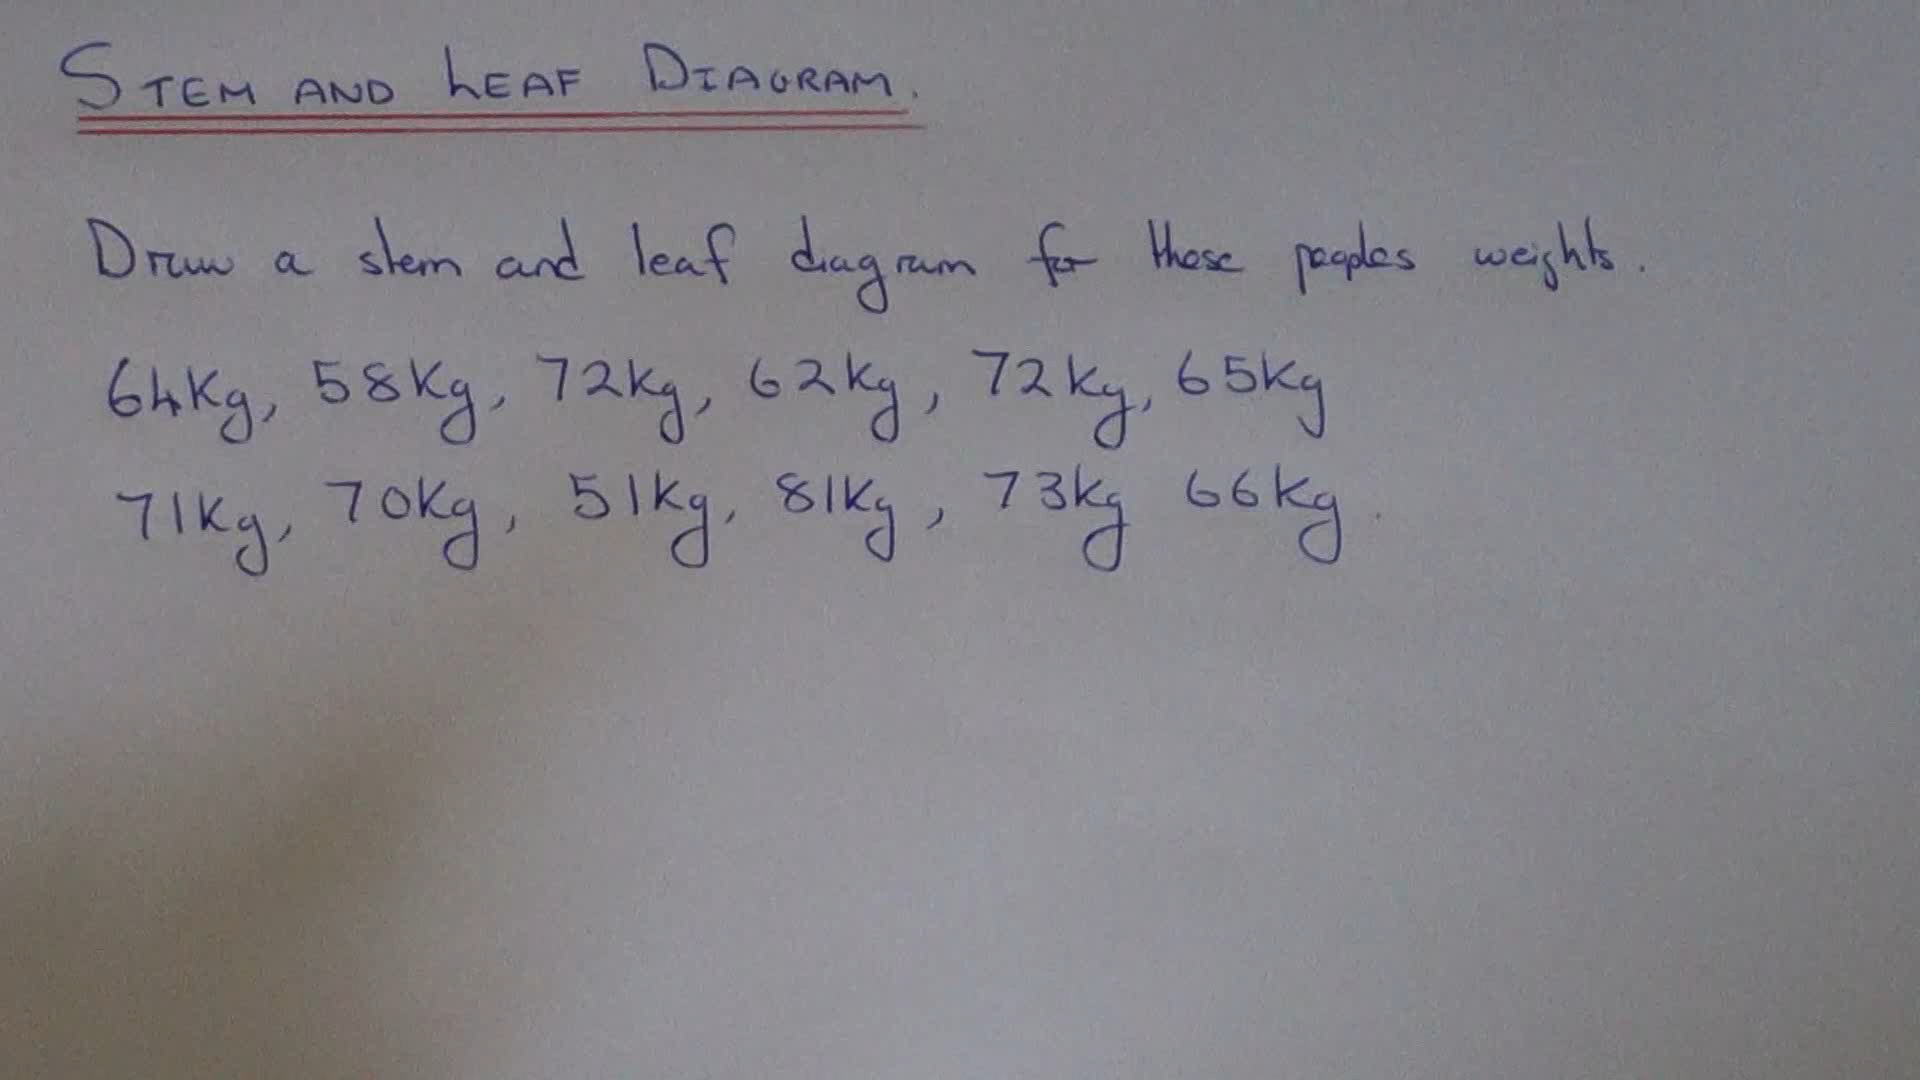 STEM AND LEAF DIAGRAM.
Draw a stem and leaf diagram for these peoples weights.
64Kg, 58Kg, 72Kg, 62Kg, 72Kg, 65Kg
71Kg, 70Kg, 51Kg, 81Kg, 73Kg 66Kg.